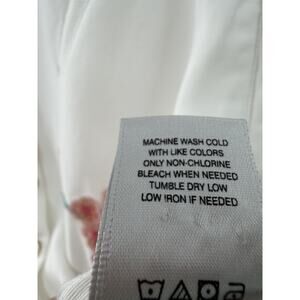 MACHINE WASH COLD
WITH LIKE COLORS
ONLY NON-CHLORINE
BLEACH WHEN NEEDED
TUMBLE DRY LOW
LOW IRON IF NEEDED